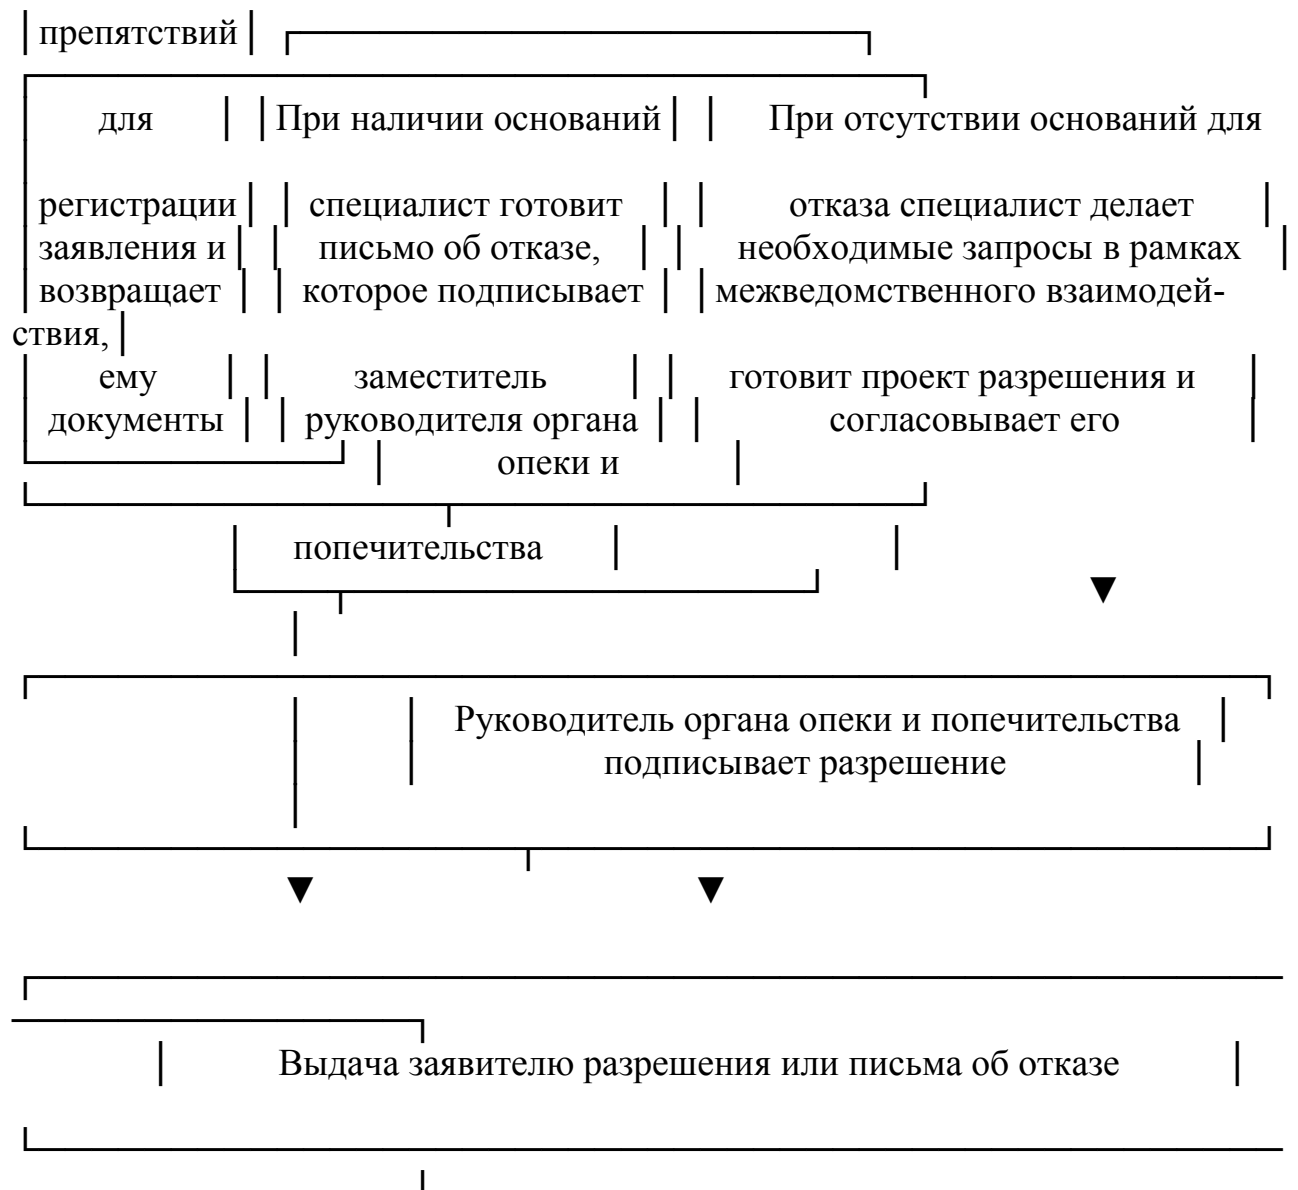 препятствий
для При наличии оснований При отсутствии оснований для
регистрации специалист готовит отказа специалист делает
заявления и письмо об отказе, необходимые запросы в рамках
возвращает которое подписывает межведомственного взаимодей-
ствия,
ему заместитель готовит проект разрешения и
документы руководителя органа согласовывает его
опеки и
попечительства
Руководитель органа опеки и попечительства
подписывает разрешение
Выдача заявителю разрешения или письма об отказе